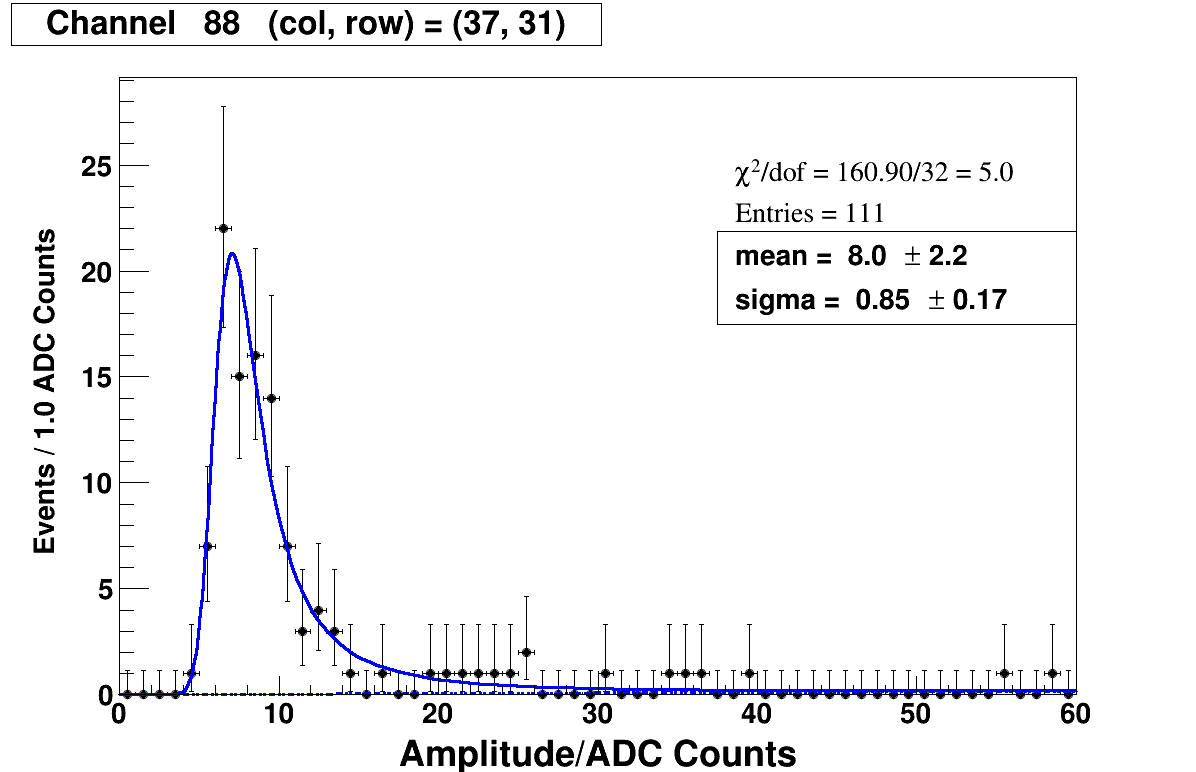 Channel 88 (col, row) = (37, 31)
χ²/dof = 160.90/32 = 5.0
Entries = 111
mean = 8.0 ± 2.2
sigma = 0.85 ± 0.17
Events / 1.0 ADC Counts
25
20
15
10
5
0
0 10 20 30 40 50 60
Amplitude/ADC Counts